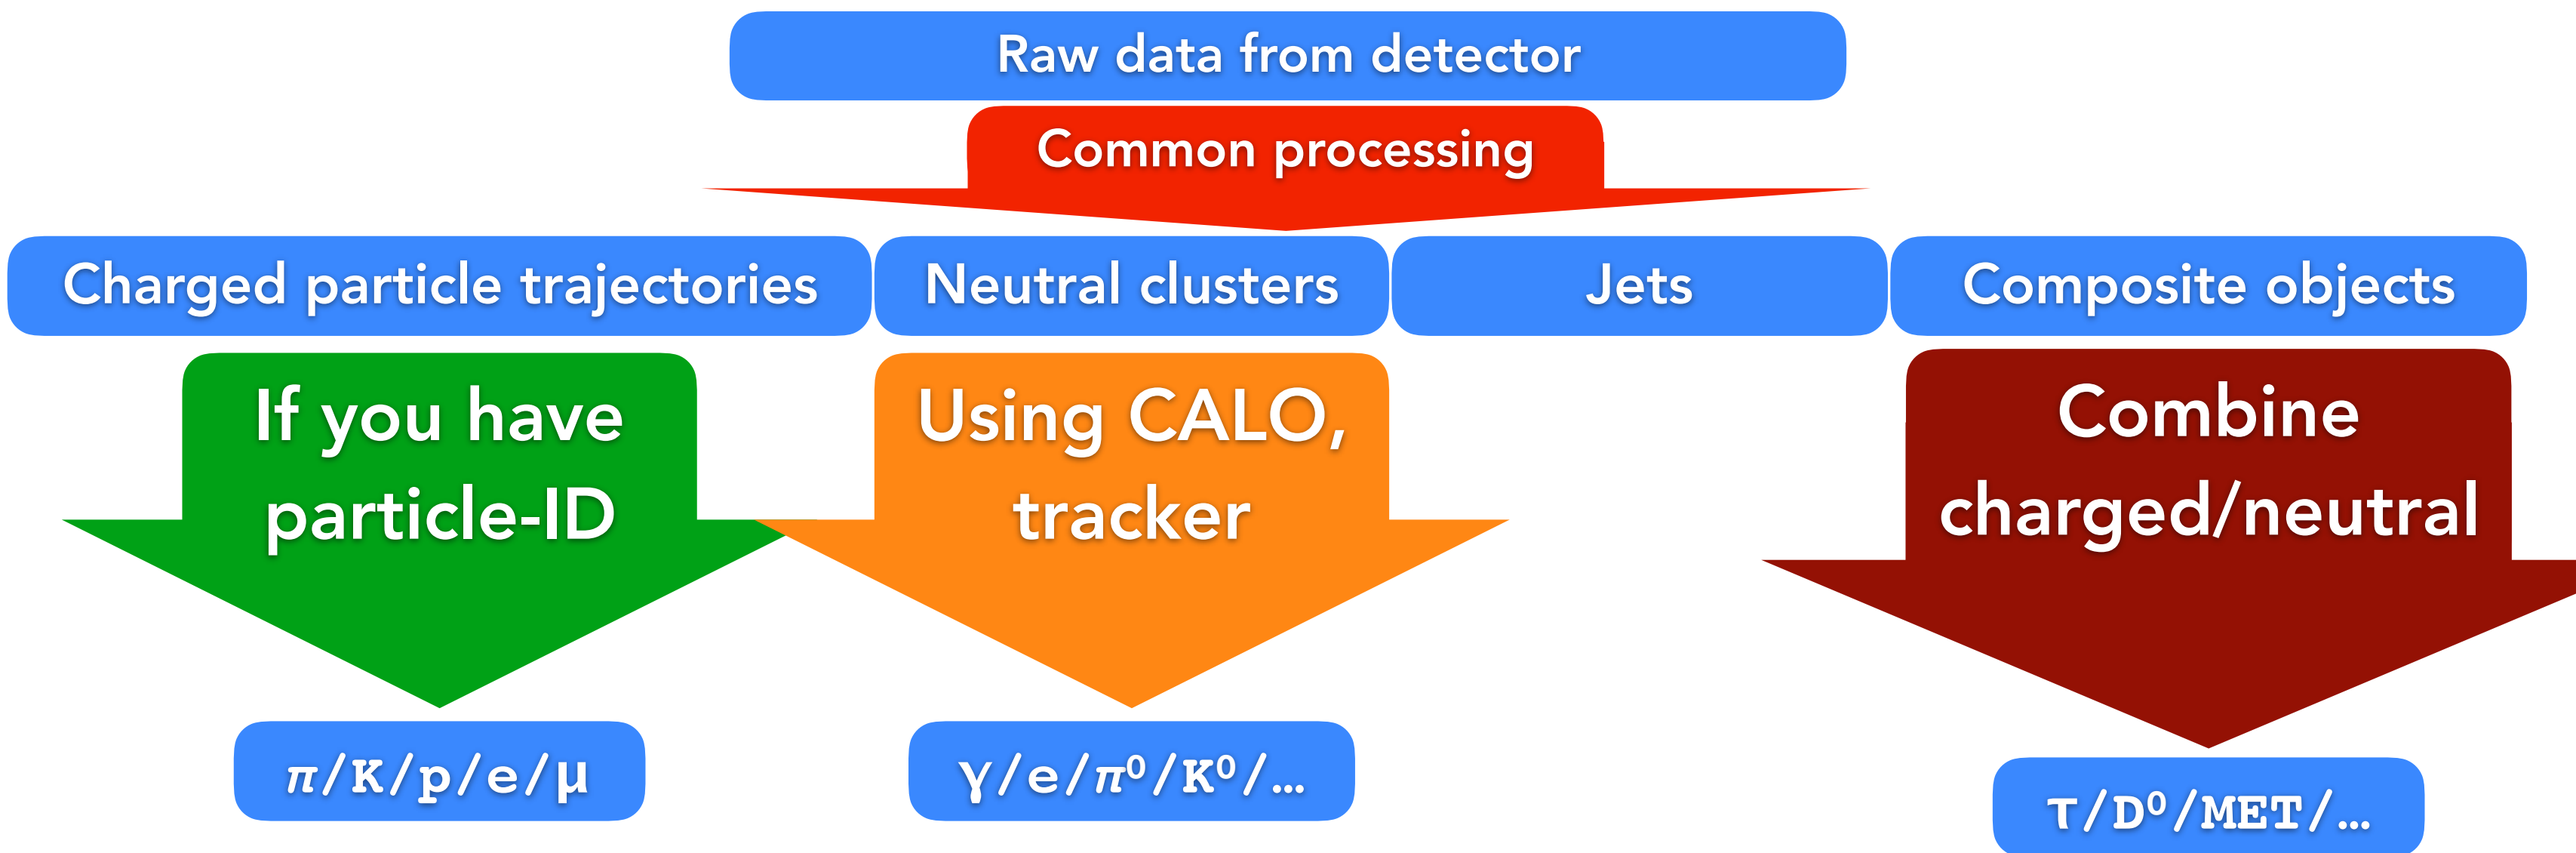 Raw data from detector
Common processing
Charged particle trajectories
Neutral clusters
Jets
Composite objects
If you have
particle-ID
Using CALO,
tracker
Combine
charged/neutral
π/K/p/e/μ
γ/e/π⁰/K⁰/…
τ/D⁰/MET/…